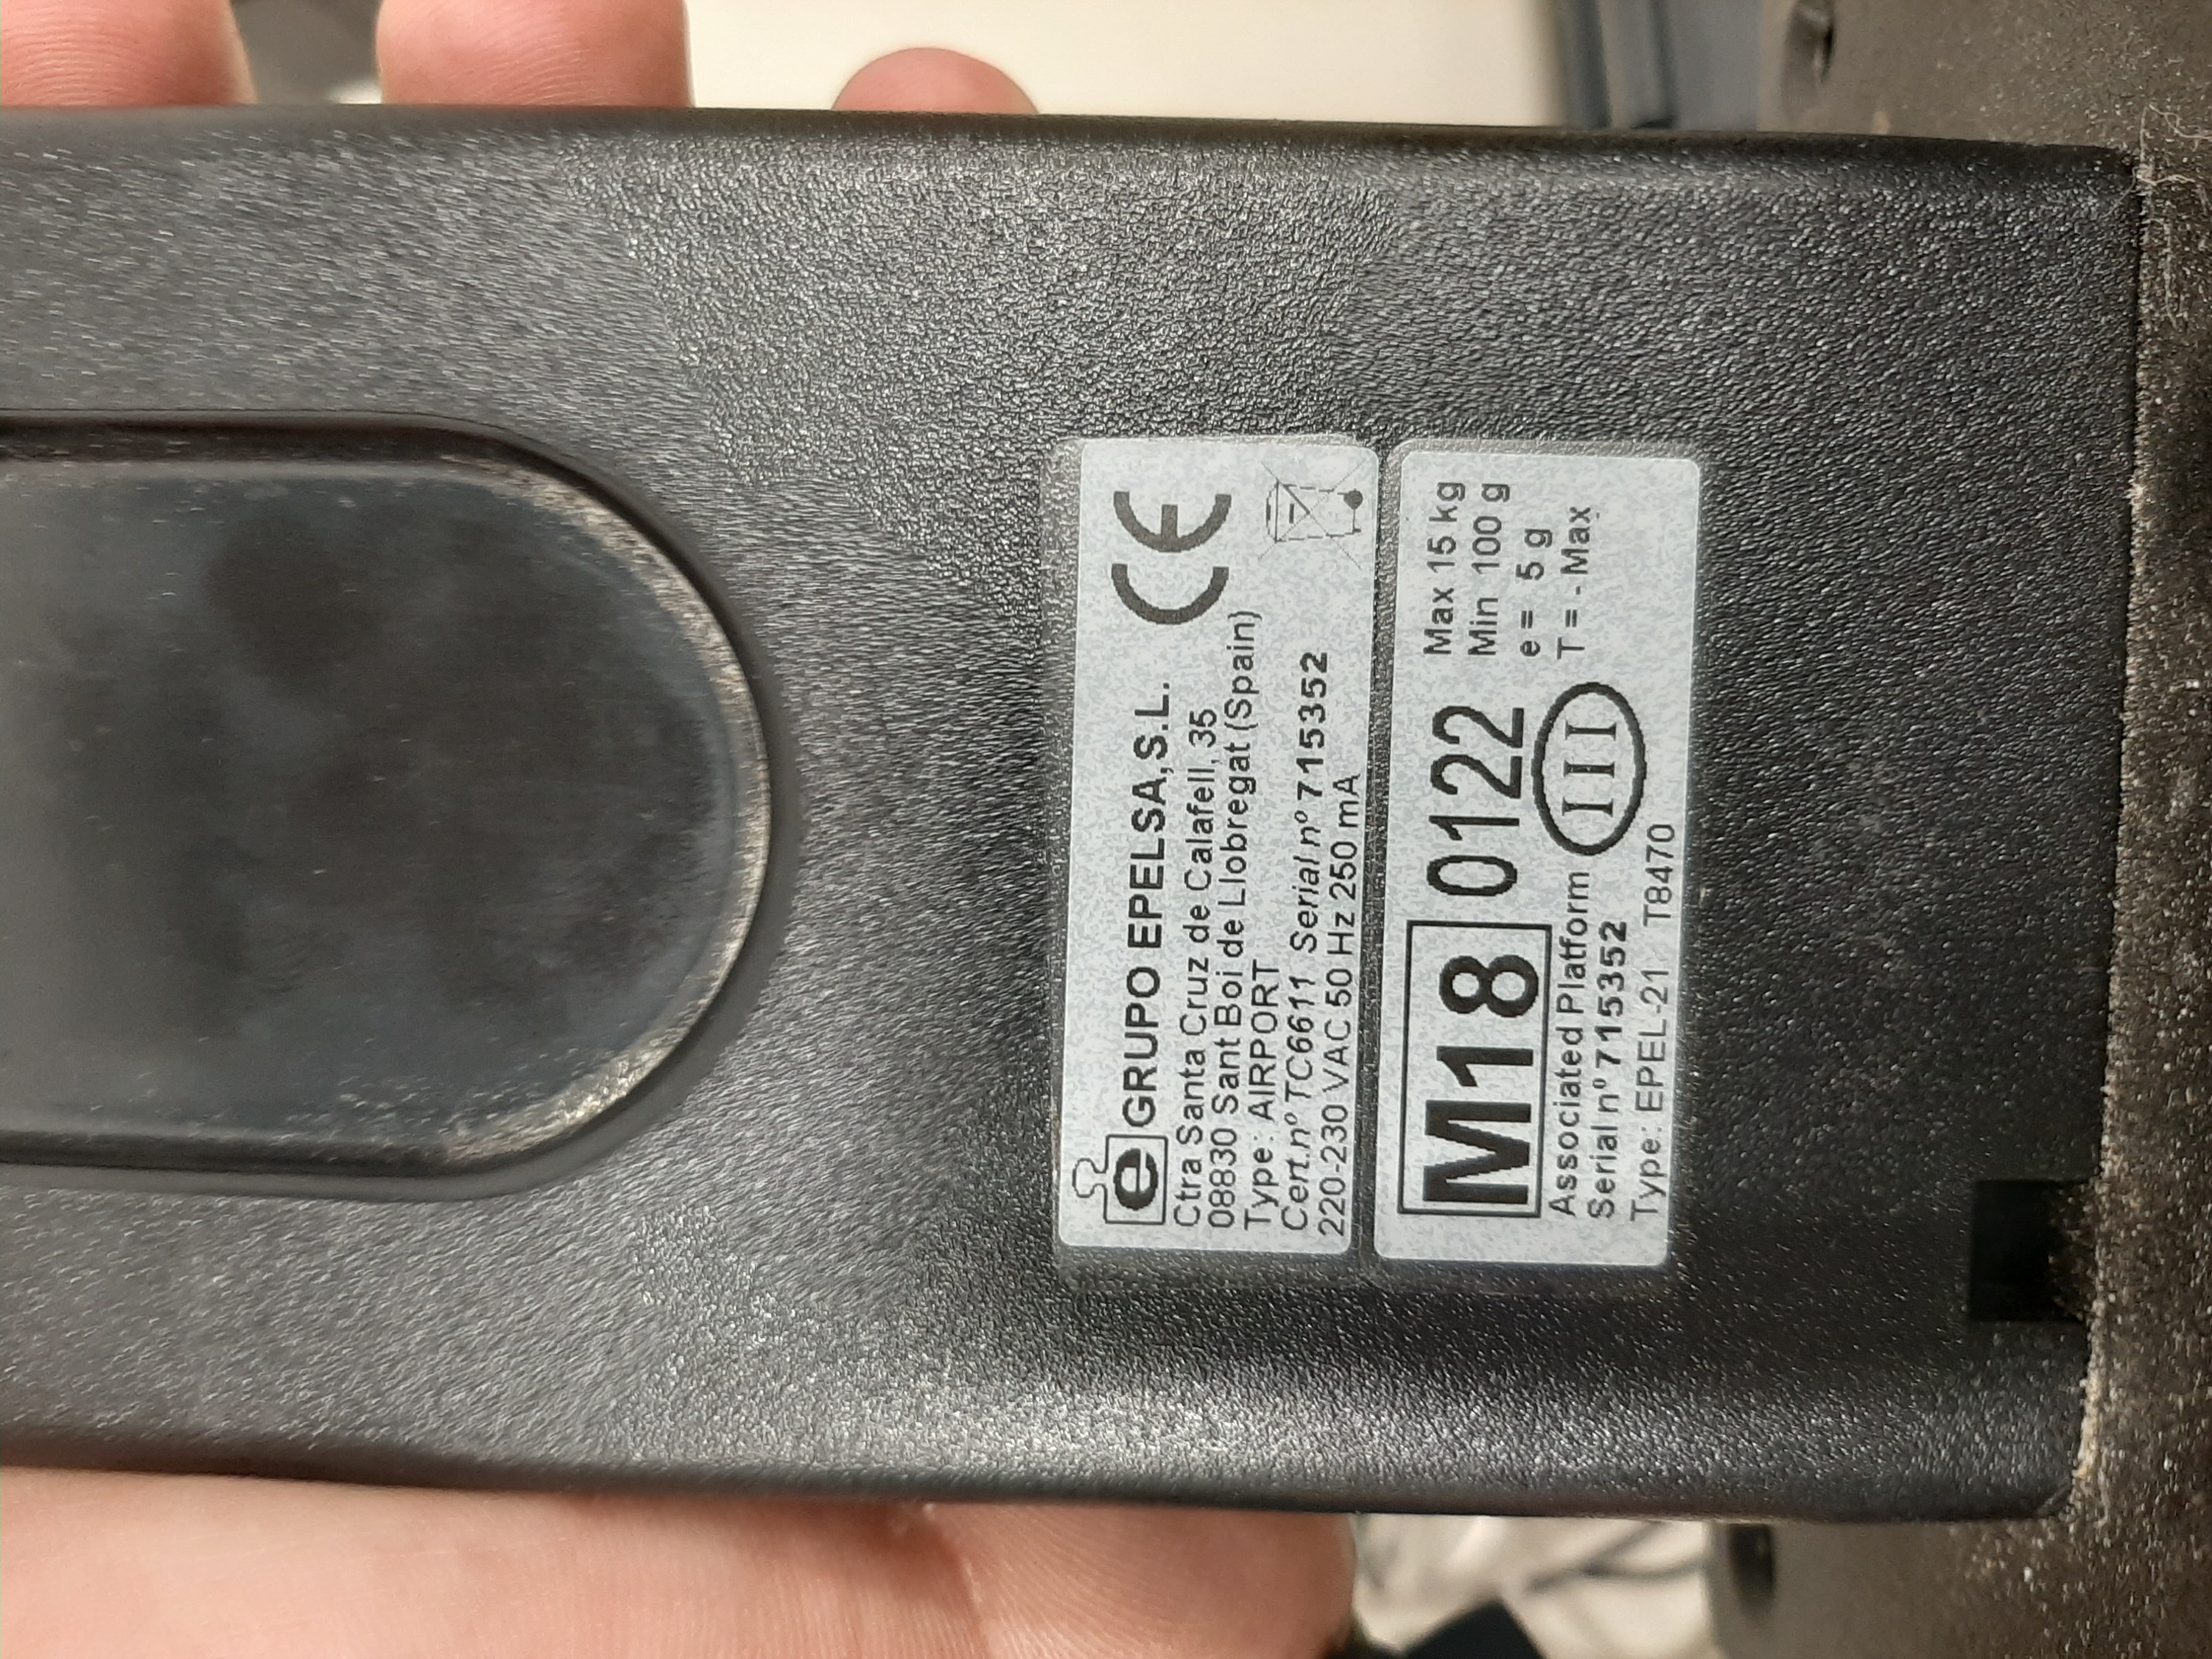 e GRUPO EPELSA, S.L.
Ctra Santa Cruz de Calafell, 35
08830 Sant Boi de Llobregat (Spain)
Type: AIRPORT
Cert.nº TC6611 Serial nº 715352
220-230 VAC 50 Hz 250 mA
CE
M18 0122
III
Associated Platform
Serial nº 715352
Type: EPEL-21 T8470
Max 15 kg
Min 100 g
e = 5 g
T = - Max